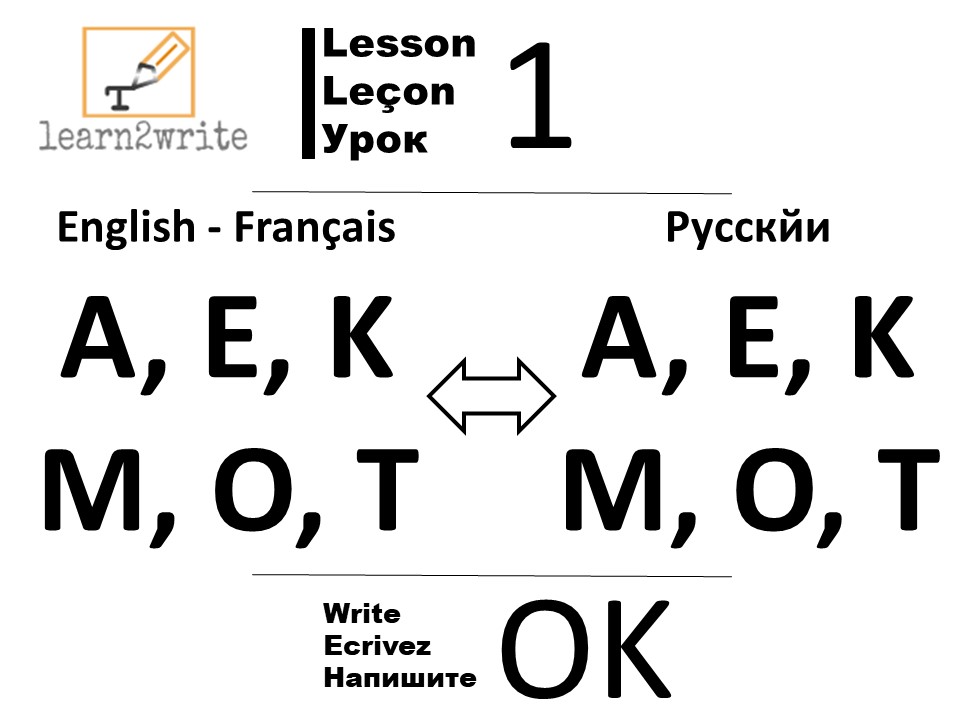 learn2write
Lesson
Leçon
Урок
1
English - Français
Русскйи
A, E, K
M, O, T
А, Е, К
М, О, Т
Write
Ecrivez
Напишите
OK